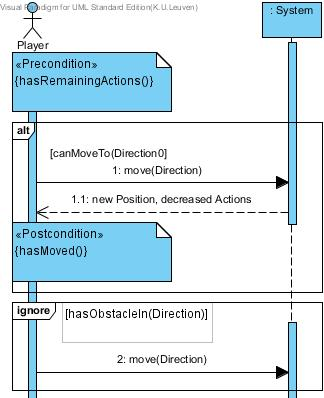 Visual Paradigm for UML Standard Edition(K.U.Leuven)
: System
Player
«Precondition»
{hasRemainingActions()}
alt
[canMoveTo(Direction0]
1: move(Direction)
1.1: new Position, decreased Actions
«Postcondition»
{hasMoved()}
ignore
[hasObstacleIn(Direction)]
2: move(Direction)